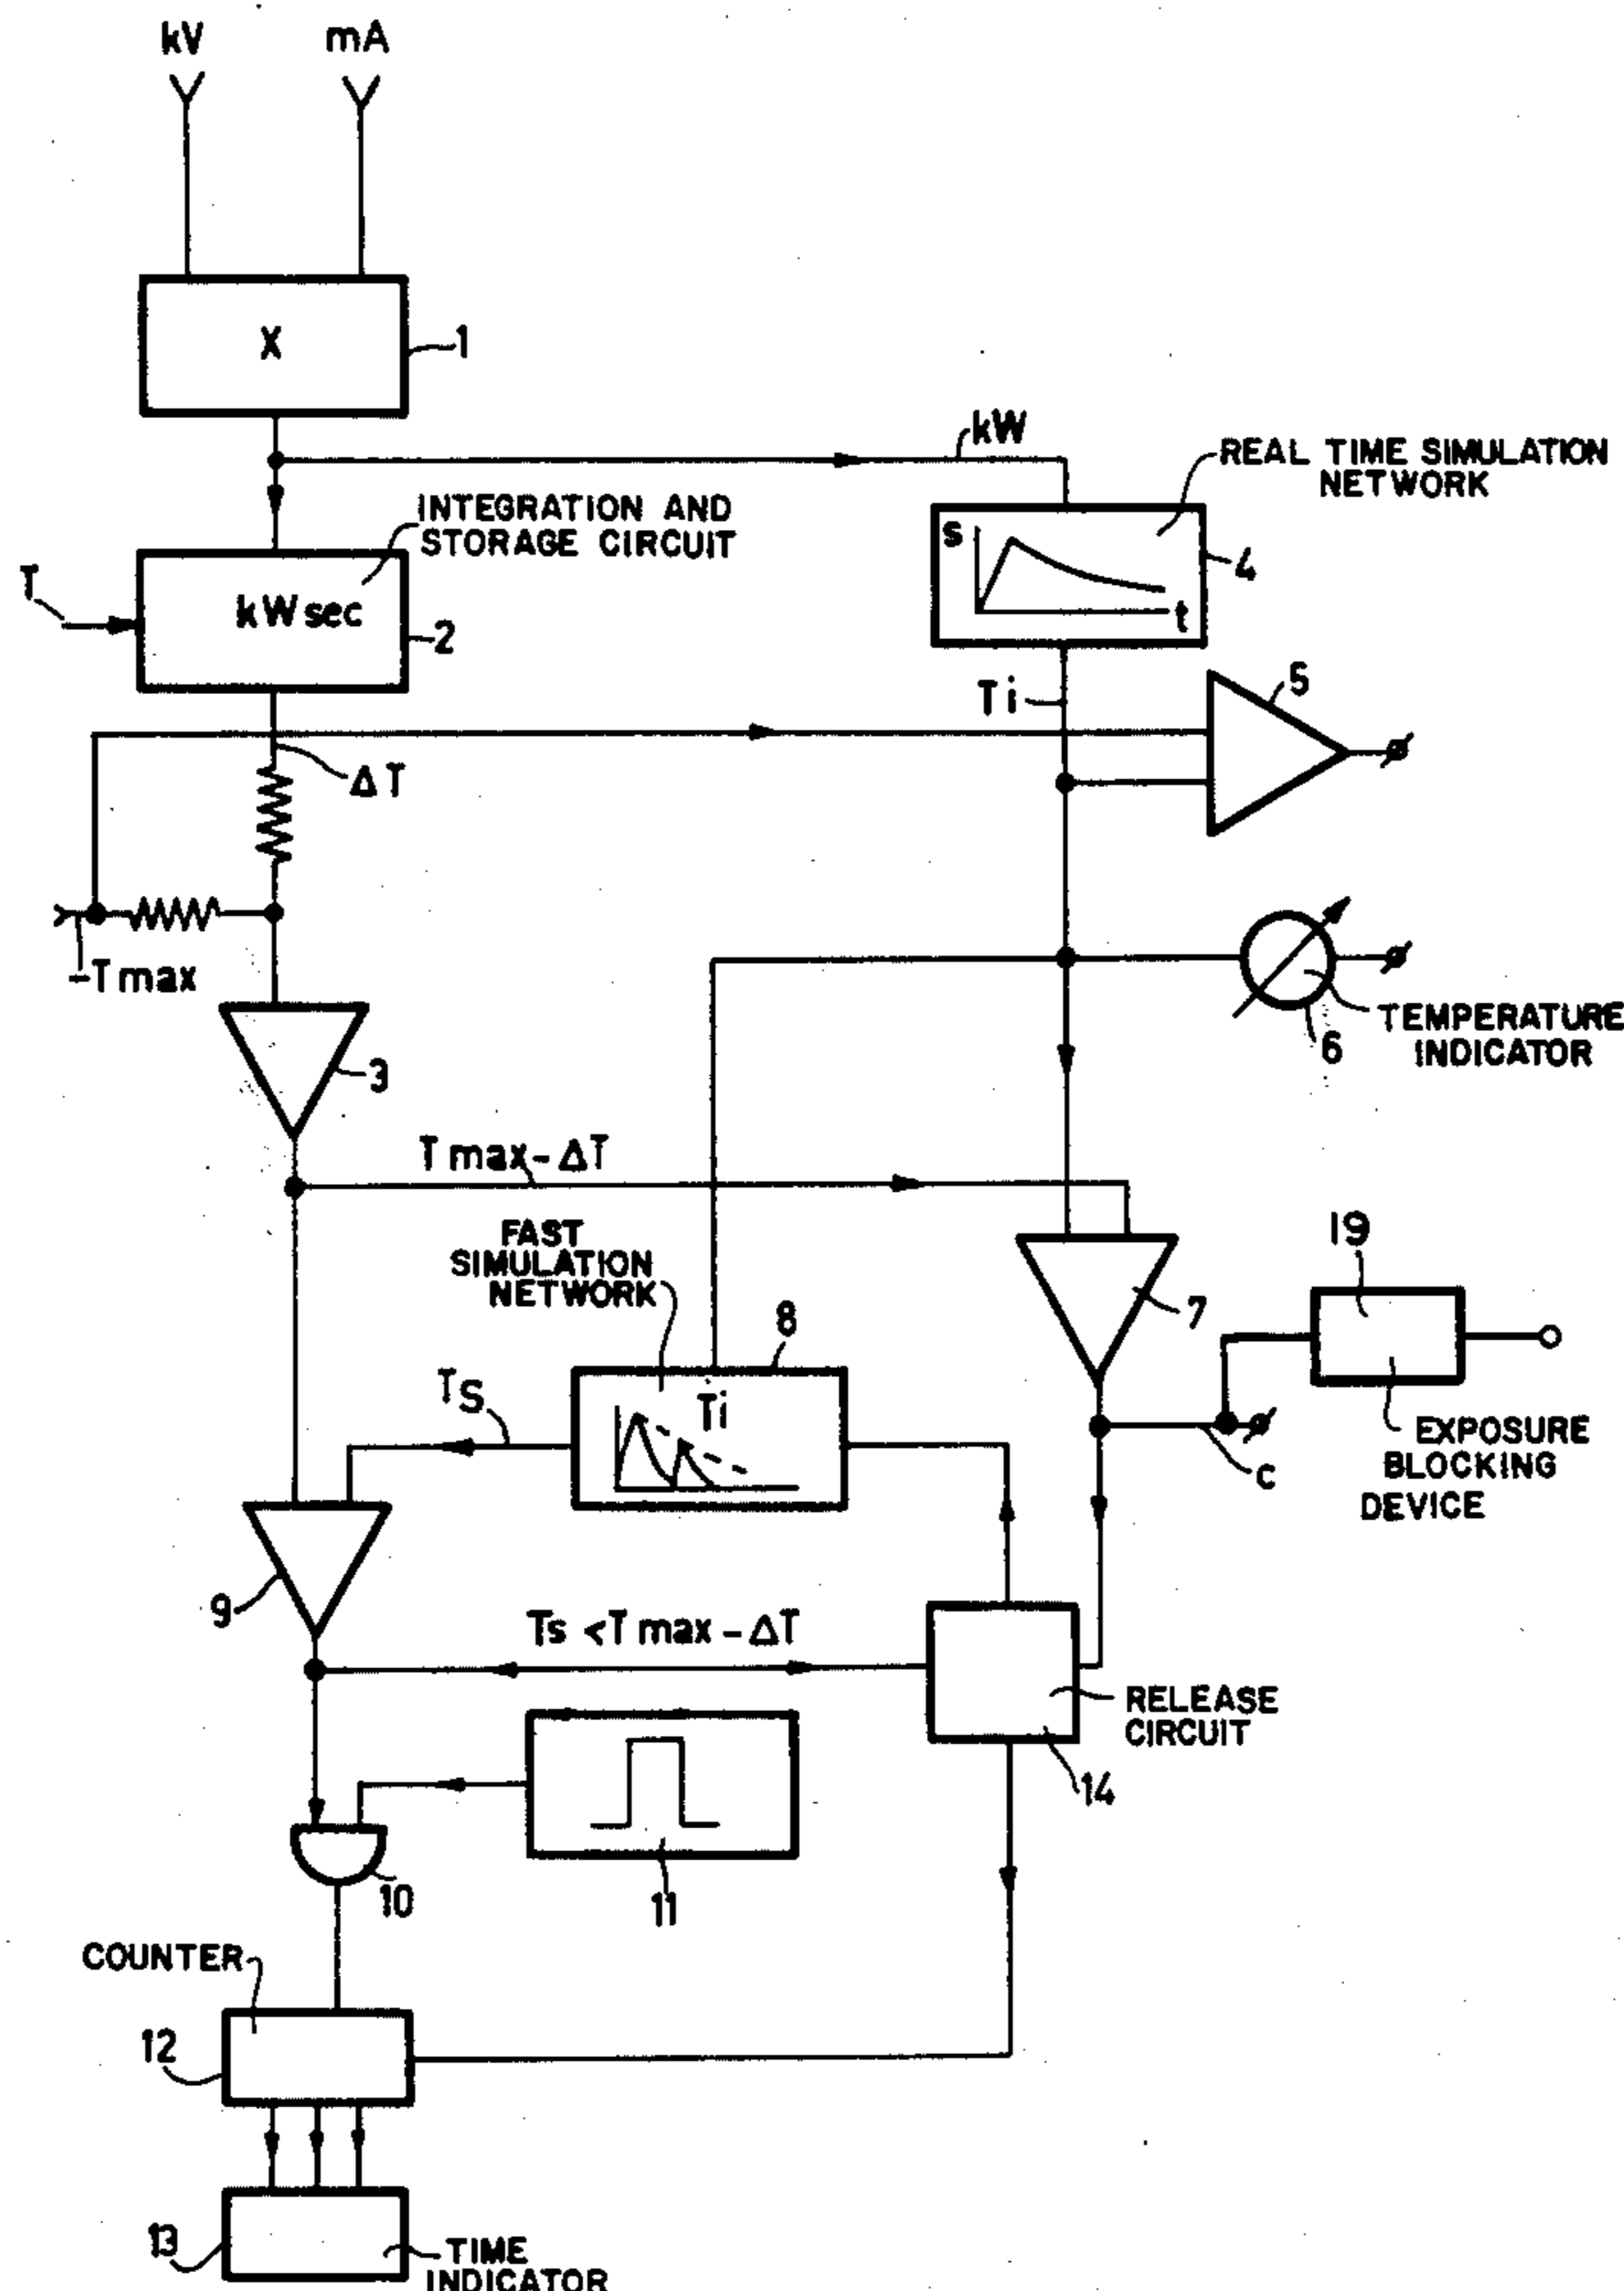 kV
mA
X
1
kW
REAL TIME SIMULATION
NETWORK
INTEGRATION AND
STORAGE CIRCUIT
S
t
4
T
kWsec
2
Ti
5
ΔT
-Tmax
TEMPERATURE
INDICATOR
6
3
Tmax-ΔT
FAST
SIMULATION
NETWORK
19
7
8
Ts
Ti
EXPOSURE
BLOCKING
DEVICE
C
9
Ts <Tmax -ΔT
RELEASE
CIRCUIT
14
10
11
COUNTER
12
13
TIME
INDICATOR